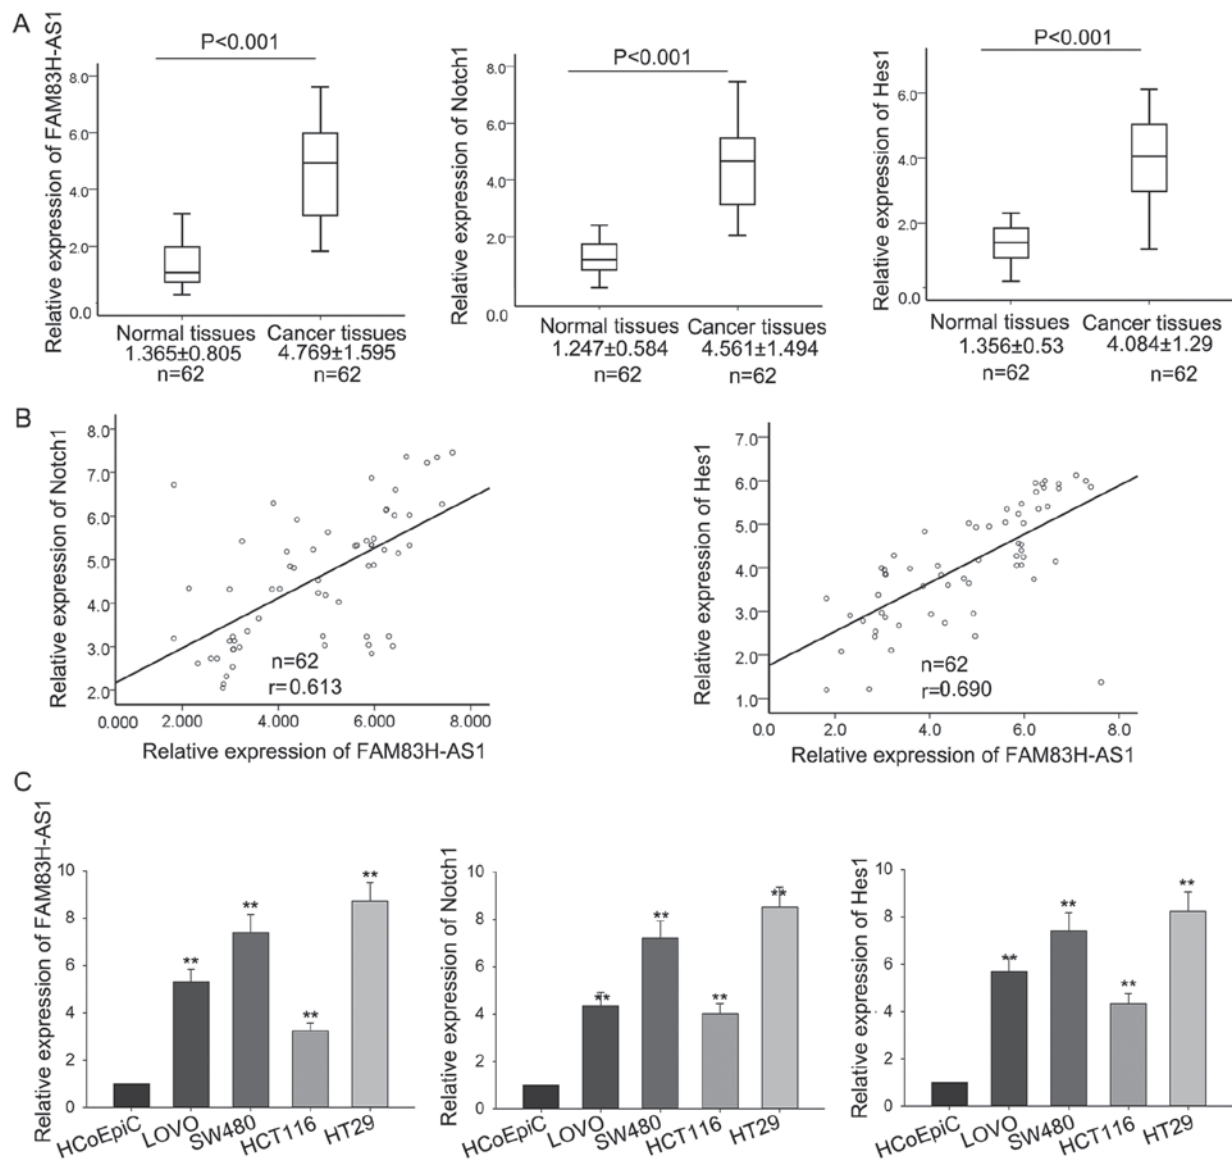 A
Relative expression of FAM83H-AS1
P<0.001
8.0
6.0
4.0
2.0
0.0
Normal tissues
1.365±0.805
n=62
Cancer tissues
4.769±1.595
n=62
Relative expression of Notch1
P<0.001
8.0
6.0
4.0
2.0
Normal tissues
1.247±0.584
n=62
Cancer tissues
4.561±1.494
n=62
Relative expression of Hes1
P<0.001
6.0
4.0
2.0
0.0
Normal tissues
1.356±0.53
n=62
Cancer tissues
4.084±1.29
n=62
B
Relative expression of Notch1
8.0
7.0
6.0
5.0
4.0
3.0
2.0
n=62
r=0.613
0.000 2.000 4.000 6.000 8.000
Relative expression of FAM83H-AS1
Relative expression of Hes1
7.0
6.0
5.0
4.0
3.0
2.0
1.0
n=62
r=0.690
0.0 2.0 4.0 6.0 8.0
Relative expression of FAM83H-AS1
C
Relative expression of FAM83H-AS1
10
8
6
4
2
0
** ** ** **
HCoEpiC LOVO SW480 HCT116 HT29
Relative expression of Notch1
10
8
6
4
2
0
** ** ** **
HCoEpiC LOVO SW480 HCT116 HT29
Relative expression of Hes1
10
8
6
4
2
0
** ** ** **
HCoEpiC LOVO SW480 HCT116 HT29